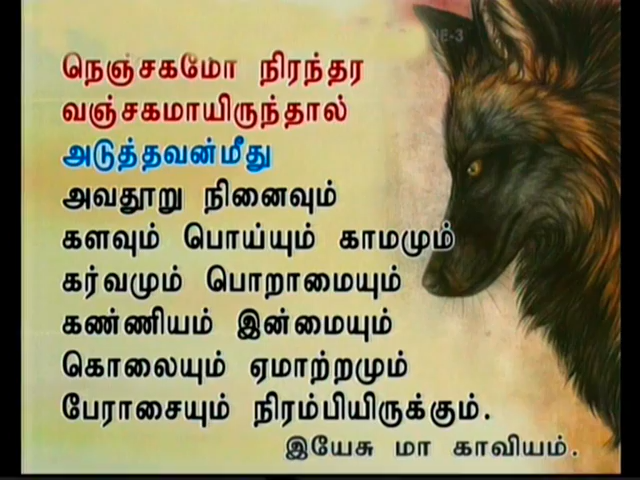 நெஞ்சகமோ நிரந்தர
வஞ்சகமாயிருந்தால்
அடுத்தவன்மீது
அவதூறு நினைவும்
களவும் பொய்யும் காமமும்
கர்வமும் பொறாமையும்
கண்ணியம் இன்மையும்
கொலையும் ஏமாற்றமும்
பேராசையும் நிரம்பியிருக்கும்.
இயேசு மா காவியம்.